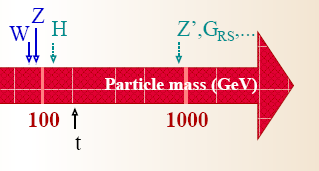 W Z H Z’,G_RS,...
Particle mass (GeV)
100 1000
t